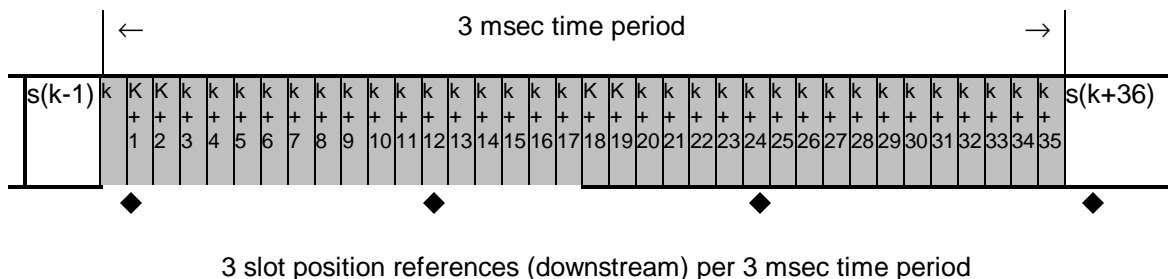 ← 3 msec time period →
s(k-1) k K K k k k k k k k k k k k k k k k K K k k k k k k k k k k k k k k k k s(k+36)
+ + + + + + + + + + + + + + + + + + + + + + + + + + + + + + + + + + +
1 2 3 4 5 6 7 8 9 10 11 12 13 14 15 16 17 18 19 20 21 22 23 24 25 26 27 28 29 30 31 32 33 34 35
3 slot position references (downstream) per 3 msec time period